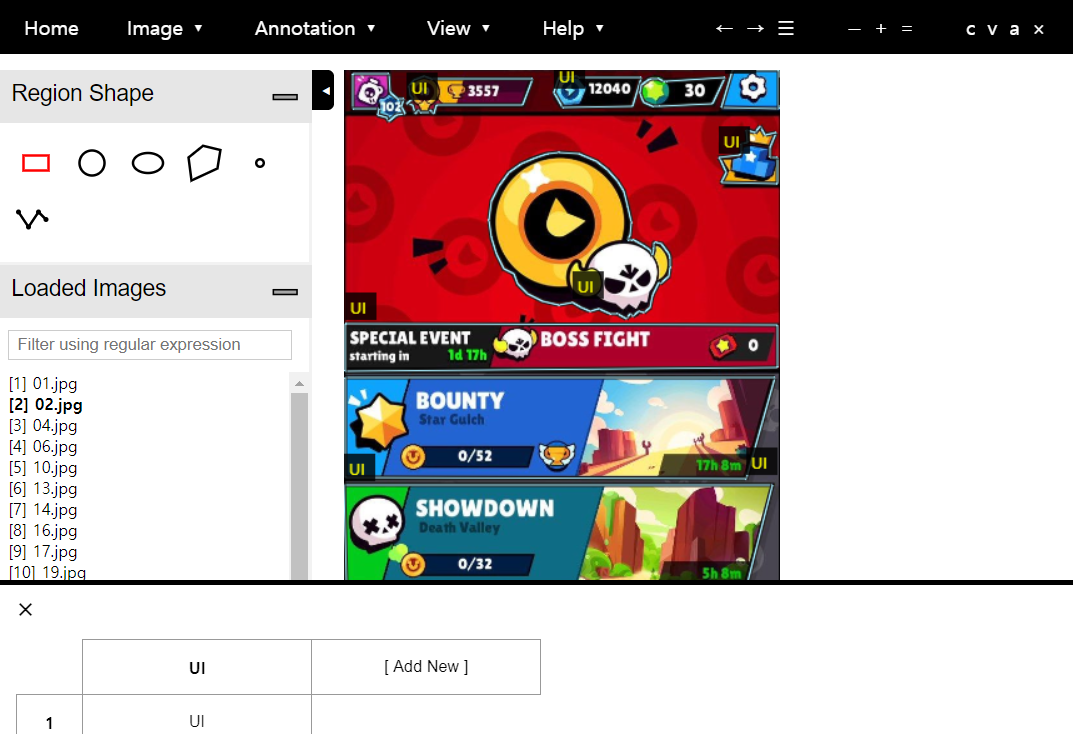 Home Image ▼ Annotation ▼ View ▼ Help ▼ ← → ☰ — + = c v a ×
Region Shape
Loaded Images
Filter using regular expression
[1] 01.jpg
[2] 02.jpg
[3] 04.jpg
[4] 06.jpg
[5] 10.jpg
[6] 13.jpg
[7] 14.jpg
[8] 16.jpg
[9] 17.jpg
[10] 19.jpg
102 UI 3557 UI 12040 30
UI
UI
UI
SPECIAL EVENT
starting in 1d 17h
BOSS FIGHT 0
BOUNTY
Star Gulch
0/52
UI 17h 8m UI
SHOWDOWN
Death Valley
0/32
5h 8m
×
UI [ Add New ]
1 UI